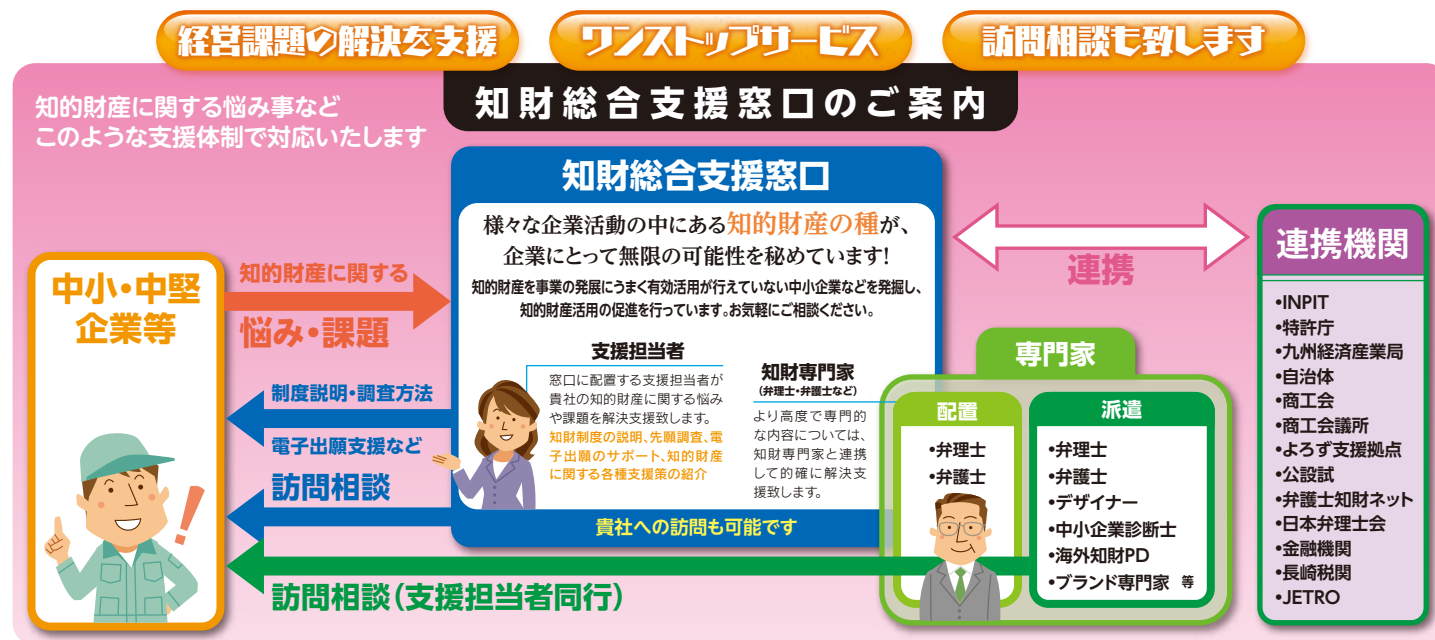 経営課題の解決を支援
ワンストップサービス
訪問相談も致します
知財総合支援窓口のご案内
知的財産に関する悩み事など
このような支援体制で対応いたします
知財総合支援窓口
様々な企業活動の中にある知的財産の種が、
企業にとって無限の可能性を秘めています!
知的財産を事業の発展にうまく有効活用が行えていない中小企業などを発掘し、
知的財産活用の促進を行っています。お気軽にご相談ください。
支援担当者
窓口に配置する支援担当者が
貴社の知的財産に関する悩み
や課題を解決支援致します。
知財制度の説明、先願調査、電
子出願のサポート、知的財産
に関する各種支援策の紹介
知財専門家
(弁理士・弁護士など)
より高度で専門的
な内容については、
知財専門家と連携
して的確に解決支
援致します。
貴社への訪問も可能です
中小・中堅
企業等
知的財産に関する
悩み・課題
制度説明・調査方法
電子出願支援など
訪問相談
訪問相談(支援担当者同行)
専門家
配置
•弁理士
•弁護士
派遣
•弁理士
•弁護士
•デザイナー
•中小企業診断士
•海外知財PD
•ブランド専門家 等
連携
連携機関
•INPIT
•特許庁
•九州経済産業局
•自治体
•商工会
•商工会議所
•よろず支援拠点
•公設試
•弁護士知財ネット
•日本弁理士会
•金融機関
•長崎税関
•JETRO